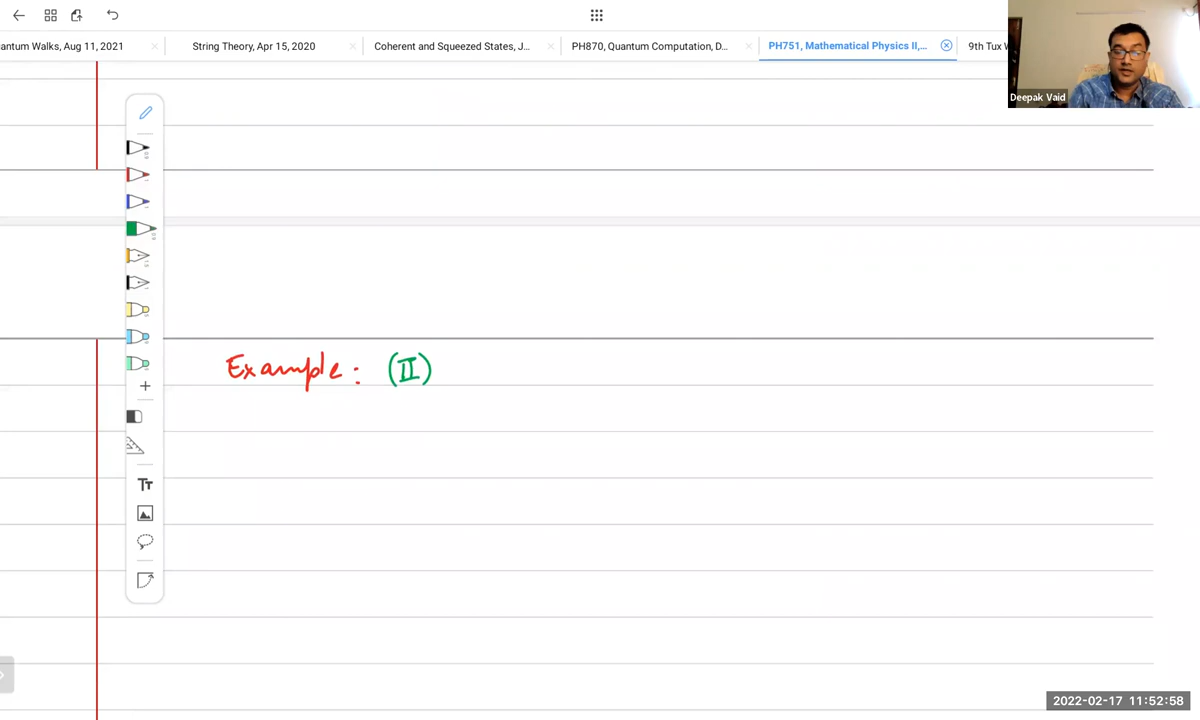 antum Walks, Aug 11, 2021
String Theory, Apr 15, 2020
Coherent and Squeezed States, J...
PH870, Quantum Computation, D...
PH751, Mathematical Physics II,...
9th Tux
Deepak Vaid
Example: (II)
TT
2022-02-17 11:52:58